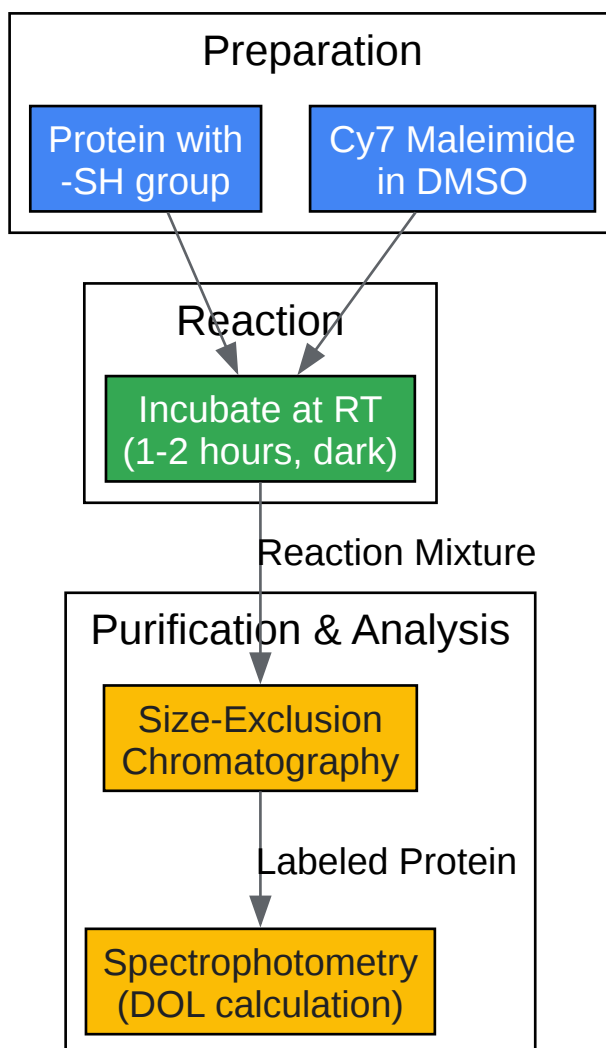 Preparation
Protein with
-SH group
Cy7 Maleimide
in DMSO
Reaction
Incubate at RT
(1-2 hours, dark)
Reaction Mixture
Purification & Analysis
Size-Exclusion
Chromatography
Labeled Protein
Spectrophotometry
(DOL calculation)